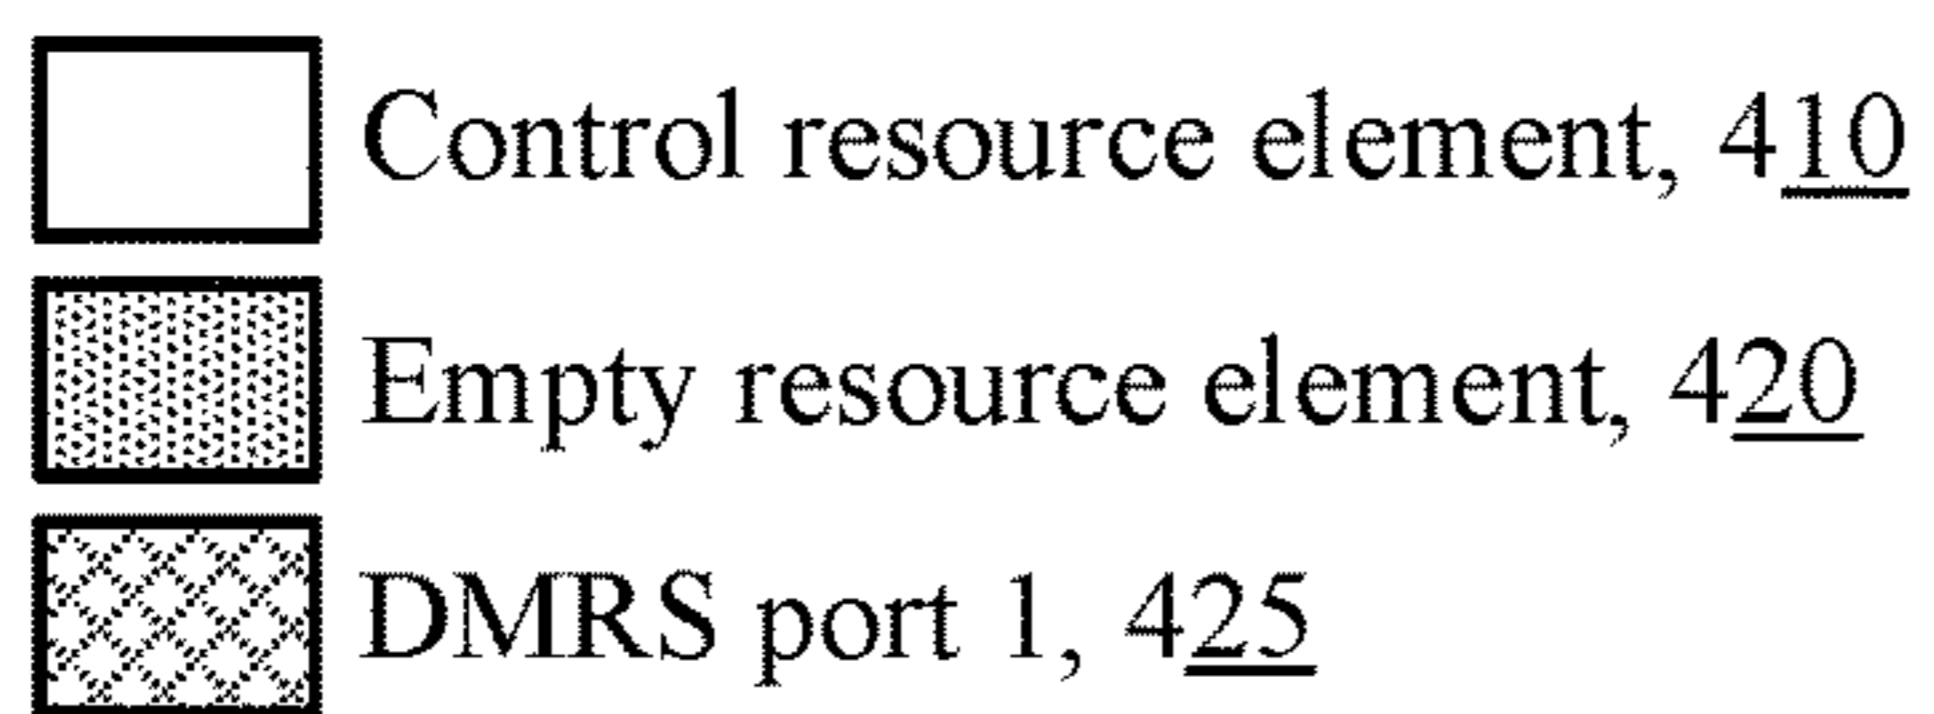 Control resource element, 410
Empty resource element, 420
DMRS port 1, 425